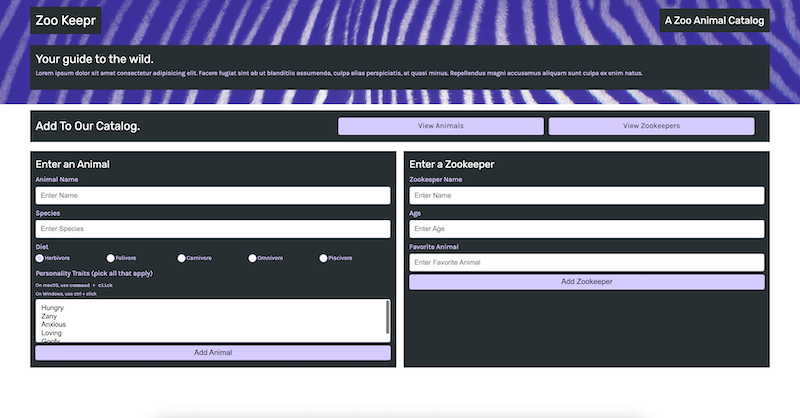 Zoo Keepr
A Zoo Animal Catalog
Your guide to the wild.
Lorem ipsum dolor sit amet consectetur adipisicing elit. Facere fugiat sint ab ut blanditiis assumenda, culpa alias perspiciatis, at quasi minus. Repellendus magni accusamus aliquam sunt culpa ex enim natus.
Add To Our Catalog.
View Animals
View Zookeepers
Enter an Animal
Animal Name
Enter Name
Species
Enter Species
Diet
Herbivore Folivore Carnivore Omnivore Piscivore
Personality Traits (pick all that apply)
On macOS, use command + click
On Windows, use ctrl + click
Hungry
Zany
Anxious
Loving
Goofy
Add Animal
Enter a Zookeeper
Zookeeper Name
Enter Name
Age
Enter Age
Favorite Animal
Enter Favorite Animal
Add Zookeeper